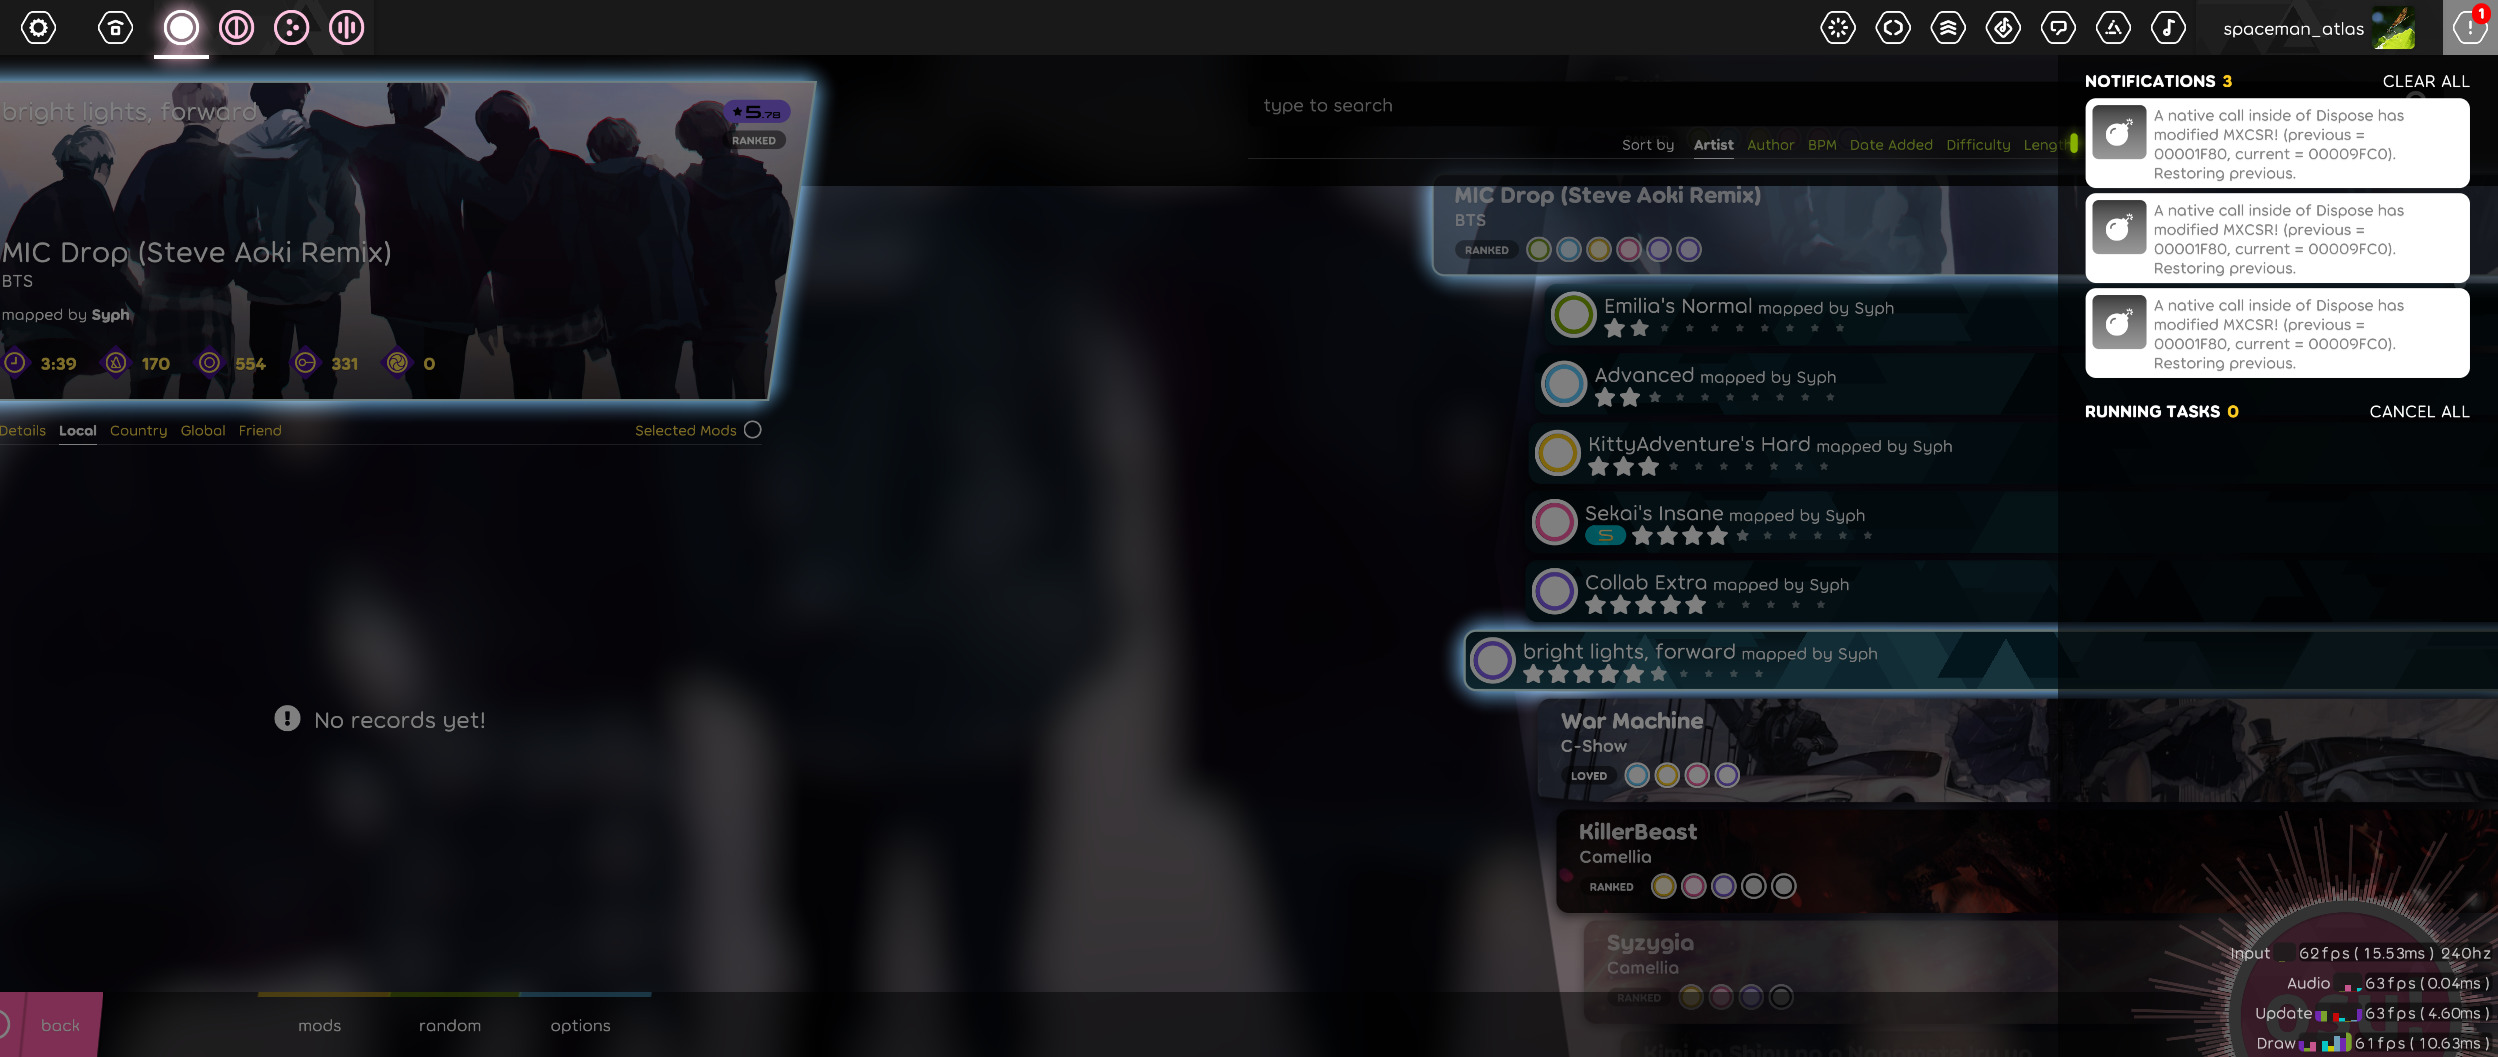 spaceman_atlas
1
NOTIFICATIONS 3
CLEAR ALL
A native call inside of Dispose has
modified MXCSR! (previous =
00001F80, current = 00009FC0).
Restoring previous.
A native call inside of Dispose has
modified MXCSR! (previous =
00001F80, current = 00009FC0).
Restoring previous.
A native call inside of Dispose has
modified MXCSR! (previous =
00001F80, current = 00009FC0).
Restoring previous.
RUNNING TASKS 0
CANCEL ALL
bright lights, forward
5.78
RANKED
MIC Drop (Steve Aoki Remix)
BTS
mapped by Syph
3:39 170 554 331 0
Details Local Country Global Friend
Selected Mods
No records yet!
type to search
Sort by Artist Author BPM Date Added Difficulty Length
MIC Drop (Steve Aoki Remix)
BTS
RANKED
Emilia's Normal mapped by Syph
Advanced mapped by Syph
KittyAdventure's Hard mapped by Syph
Sekai's Insane mapped by Syph
S
Collab Extra mapped by Syph
bright lights, forward mapped by Syph
War Machine
C-Show
LOVED
KillerBeast
Camellia
RANKED
Syzygia
Camellia
RANKED
back
mods
random
options
Input 62fps (15.53ms) 240hz
Audio 63fps (0.04ms)
Update 63fps (4.60ms)
Draw 61fps (10.63ms)